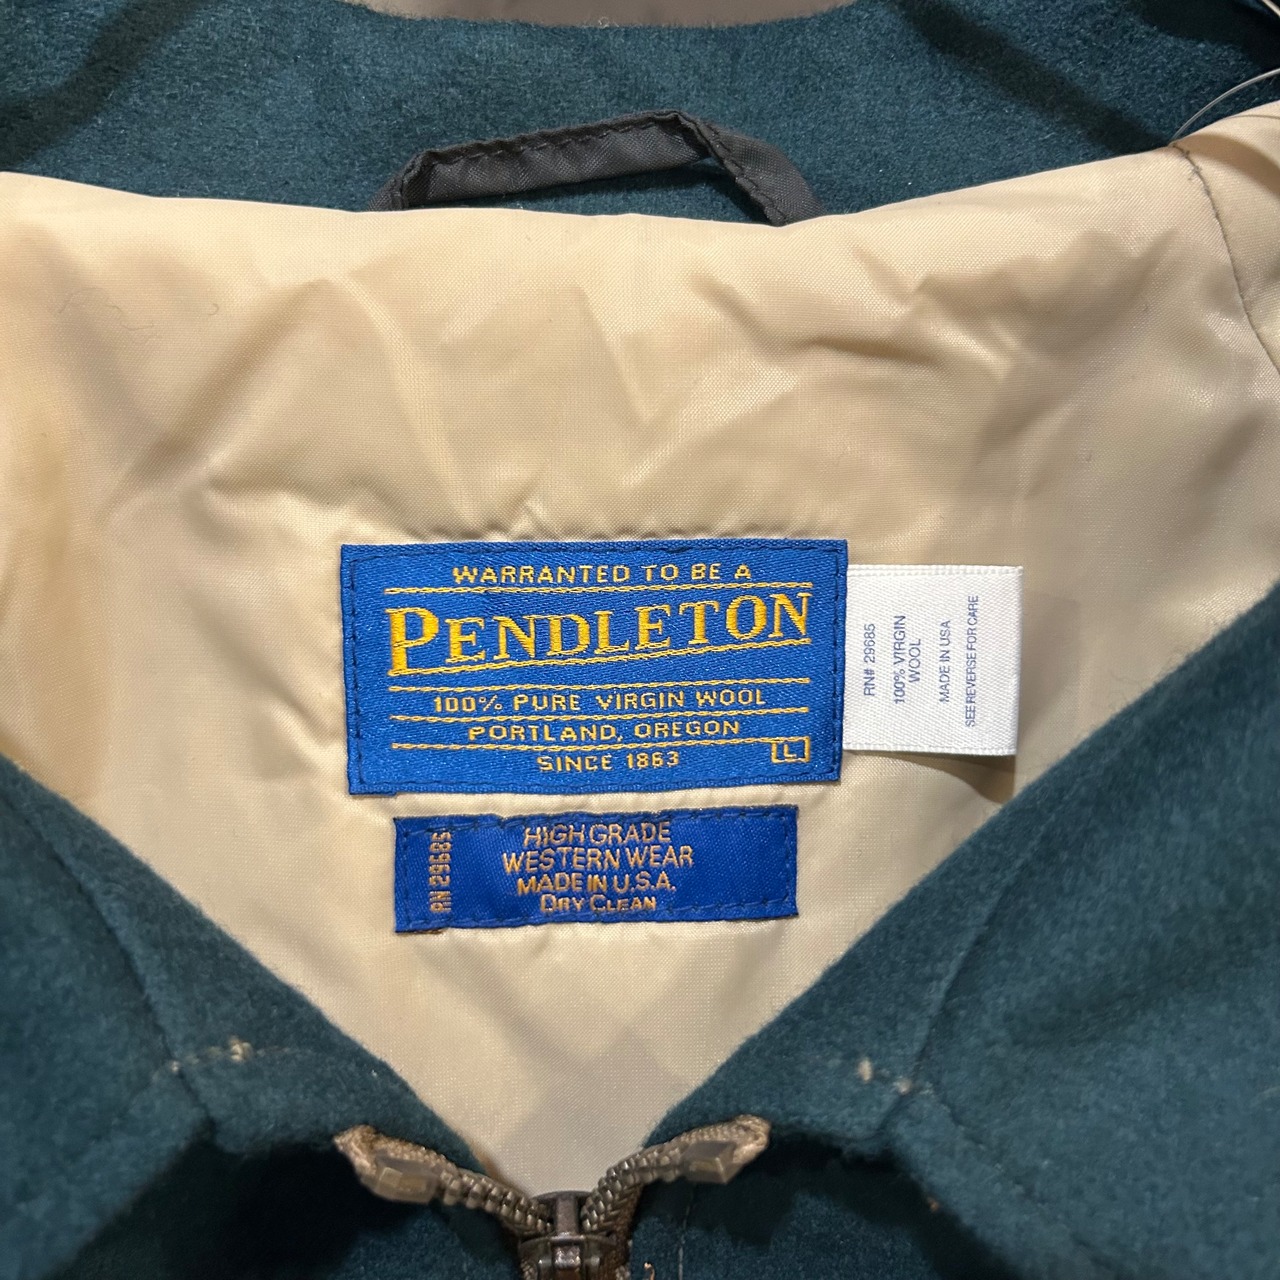 WARRANTED TO BE A
PENDLETON
100% PURE VIRGIN WOOL
PORTLAND, OREGON
SINCE 1863
L
RN# 29685
100% VIRGIN
WOOL
MADE IN USA
SEE REVERSE FOR CARE
RN 29685
HIGH GRADE
WESTERN WEAR
MADE IN U.S.A.
DRY CLEAN